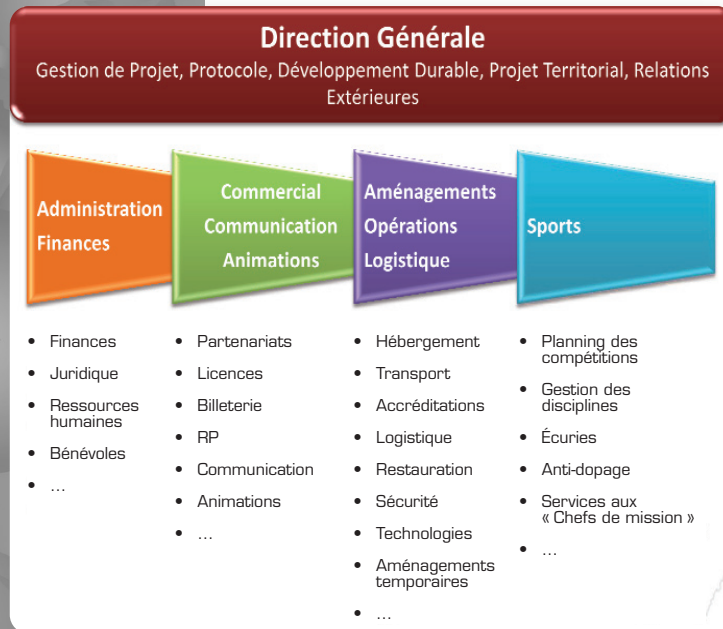 Direction Générale
Gestion de Projet, Protocole, Développement Durable, Projet Territorial, Relations
Extérieures
Administration
Finances
Commercial
Communication
Animations
Aménagements
Opérations
Logistique
Sports
• Finances
• Juridique
• Ressources
humaines
• Bénévoles
• ...
• Partenariats
• Licences
• Billeterie
• RP
• Communication
• Animations
• ...
• Hébergement
• Transport
• Accréditations
• Logistique
• Restauration
• Sécurité
• Technologies
• Aménagements
temporaires
• ...
• Planning des
compétitions
• Gestion des
disciplines
• Écuries
• Anti-dopage
• Services aux
« Chefs de mission »
• ...